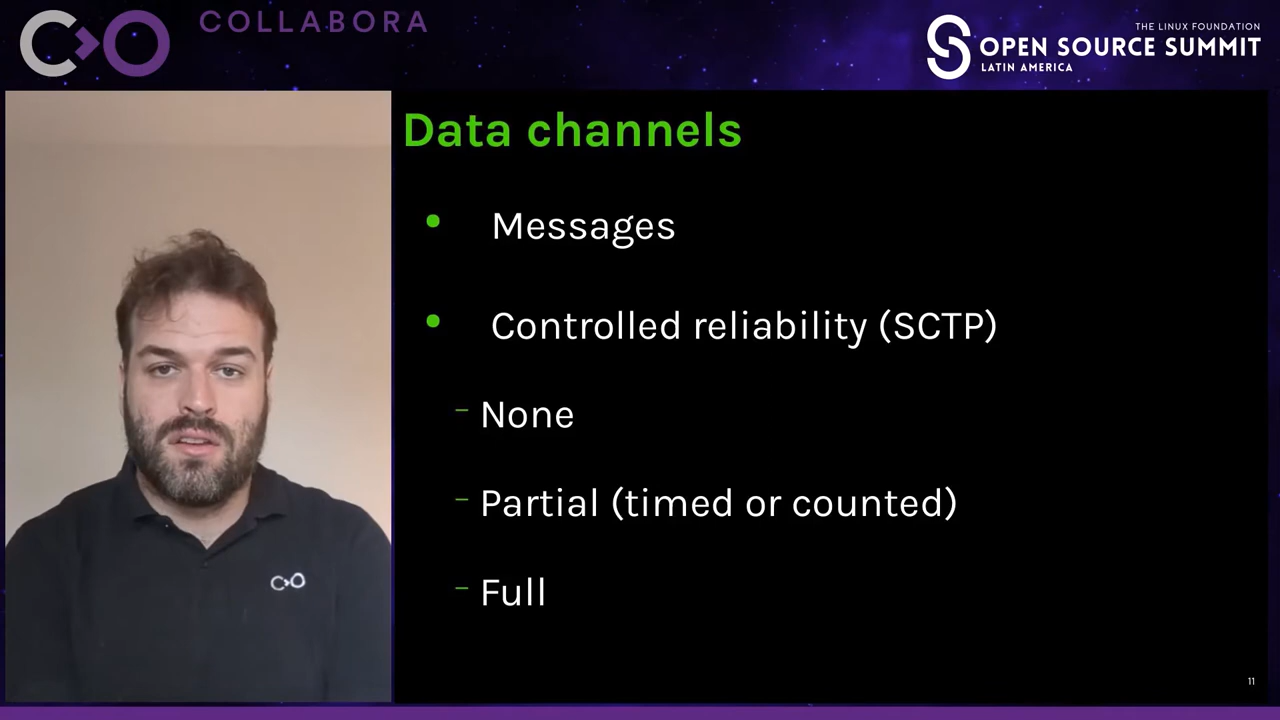 COLLABORA
THE LINUX FOUNDATION
OPEN SOURCE SUMMIT
LATIN AMERICA
Data channels
• Messages
• Controlled reliability (SCTP)
– None
– Partial (timed or counted)
– Full
11